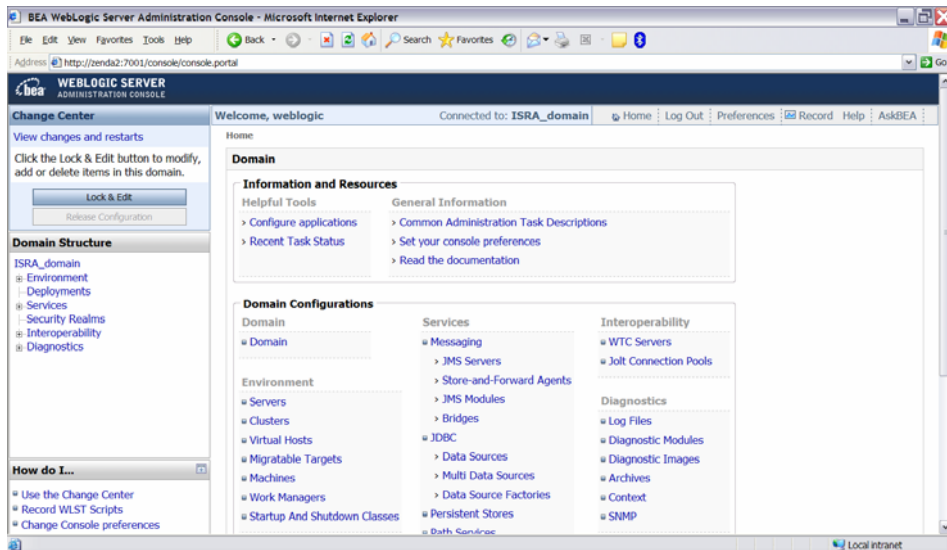 BEA WebLogic Server Administration Console - Microsoft Internet Explorer
File Edit View Favorites Tools Help
Back Search Favorites
Address http://zenda2:7001/console/console.portal Go
bea WEBLOGIC SERVER
ADMINISTRATION CONSOLE
Change Center
View changes and restarts
Click the Lock & Edit button to modify,
add or delete items in this domain.
Lock & Edit
Release Configuration
Domain Structure
ISRA_domain
Environment
Deployments
Services
Security Realms
Interoperability
Diagnostics
How do I...
Use the Change Center
Record WLST Scripts
Change Console preferences
Welcome, weblogic Connected to: ISRA_domain Home Log Out Preferences Record Help AskBEA
Home
Domain
Information and Resources
Helpful Tools
> Configure applications
> Recent Task Status
General Information
> Common Administration Task Descriptions
> Set your console preferences
> Read the documentation
Domain Configurations
Domain
Domain
Environment
Servers
Clusters
Virtual Hosts
Migratable Targets
Machines
Work Managers
Startup And Shutdown Classes
Services
Messaging
> JMS Servers
> Store-and-Forward Agents
> JMS Modules
> Bridges
JDBC
> Data Sources
> Multi Data Sources
> Data Source Factories
Persistent Stores
Path Services
Interoperability
WTC Servers
Jolt Connection Pools
Diagnostics
Log Files
Diagnostic Modules
Diagnostic Images
Archives
Context
SNMP
Local intranet